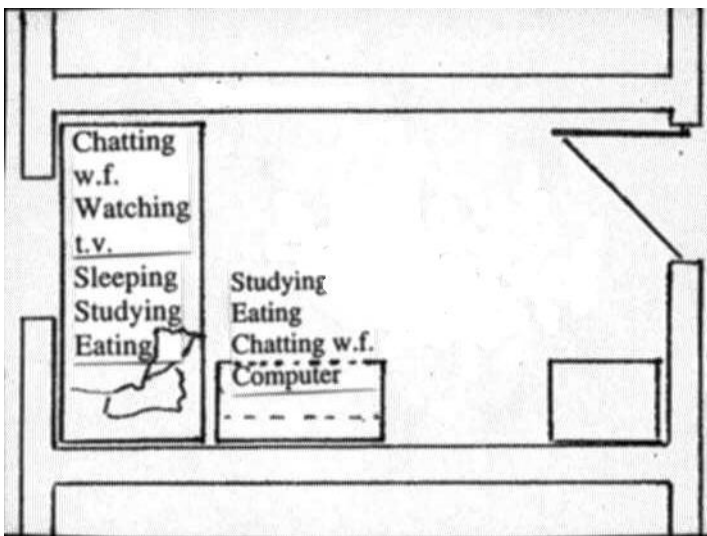 Chatting
w.f.
Watching
t.v.
Sleeping
Studying
Eating
Studying
Eating
Chatting w.f.
Computer